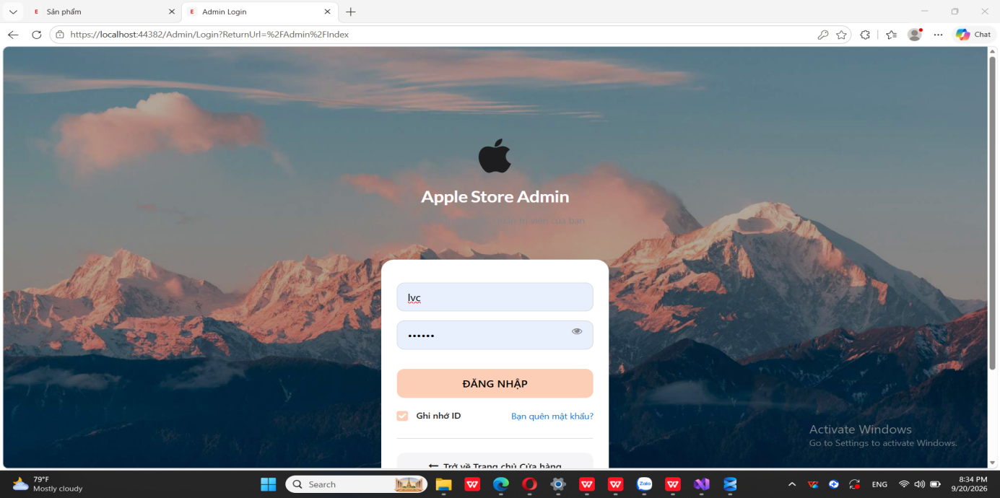 E Sản phẩm
E Admin Login
https://localhost:44382/Admin/Login?ReturnUrl=%2FAdmin%2FIndex
Chat
Apple Store Admin
trị viên của bạn
lvc
••••••
ĐĂNG NHẬP
Ghi nhớ ID
Bạn quên mật khẩu?
← Trở về Trang chủ Cửa hàng
Activate Windows
Go to Settings to activate Windows.
79°F
Mostly cloudy
Search
Zalo
ENG
8:34 PM
9/20/2026